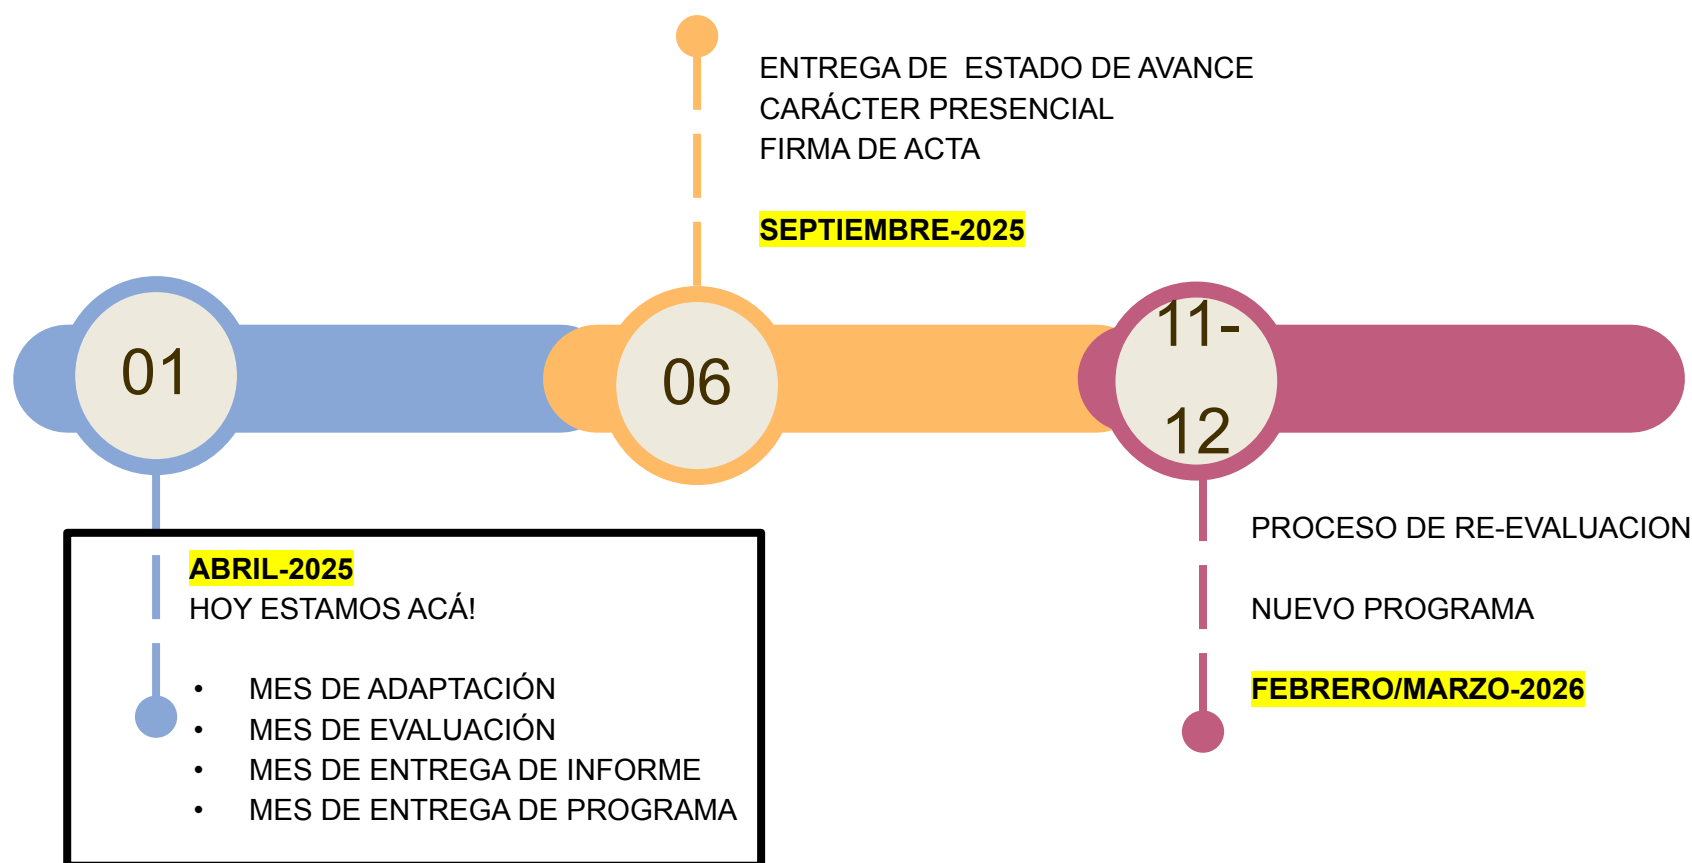 ENTREGA DE ESTADO DE AVANCE
CARÁCTER PRESENCIAL
FIRMA DE ACTA
SEPTIEMBRE-2025
01
06
11-
12
ABRIL-2025
HOY ESTAMOS ACÁ!
• MES DE ADAPTACIÓN
• MES DE EVALUACIÓN
• MES DE ENTREGA DE INFORME
• MES DE ENTREGA DE PROGRAMA
PROCESO DE RE-EVALUACION
NUEVO PROGRAMA
FEBRERO/MARZO-2026